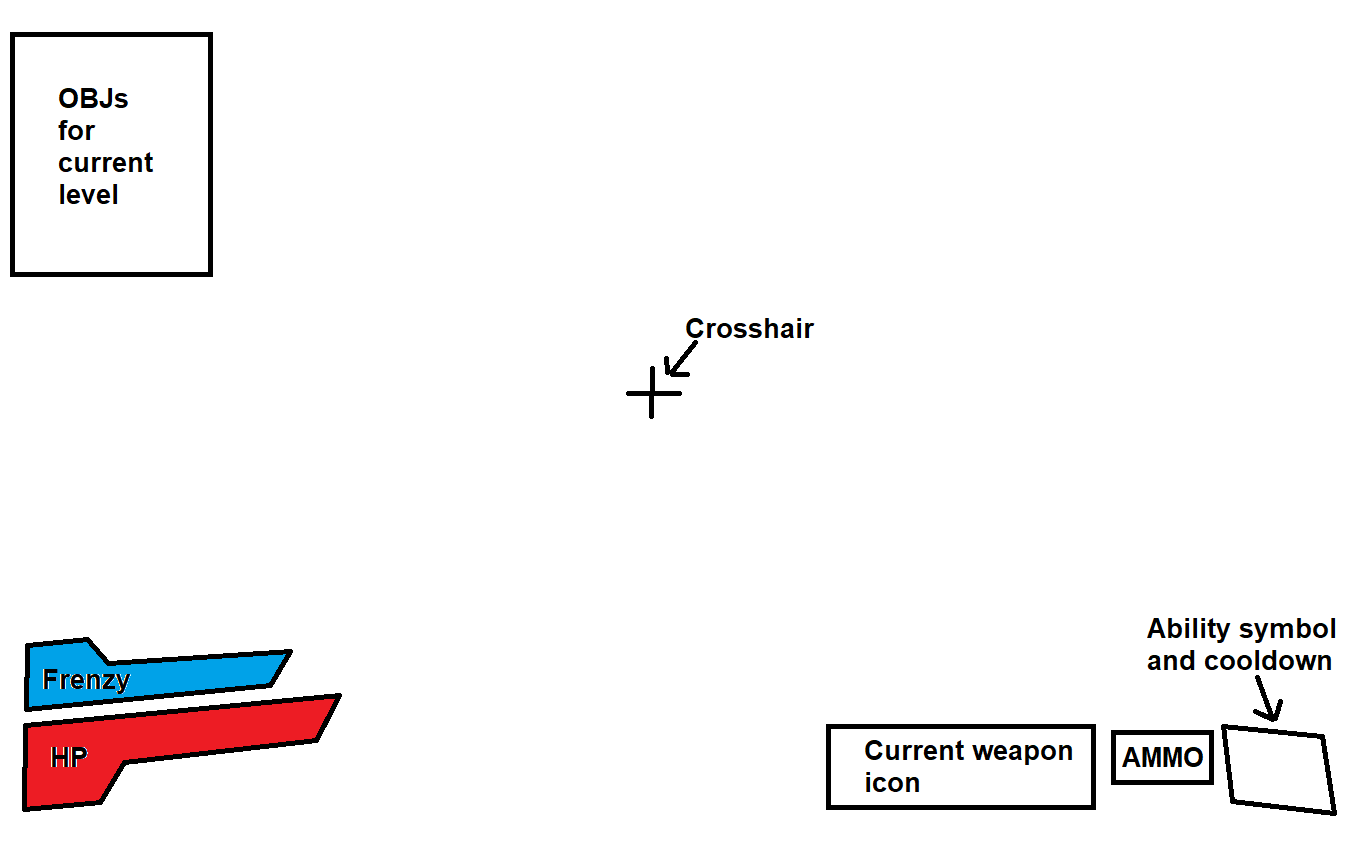 OBJs
for
current
level
Crosshair
Frenzy
HP
Ability symbol
and cooldown
Current weapon
icon
AMMO